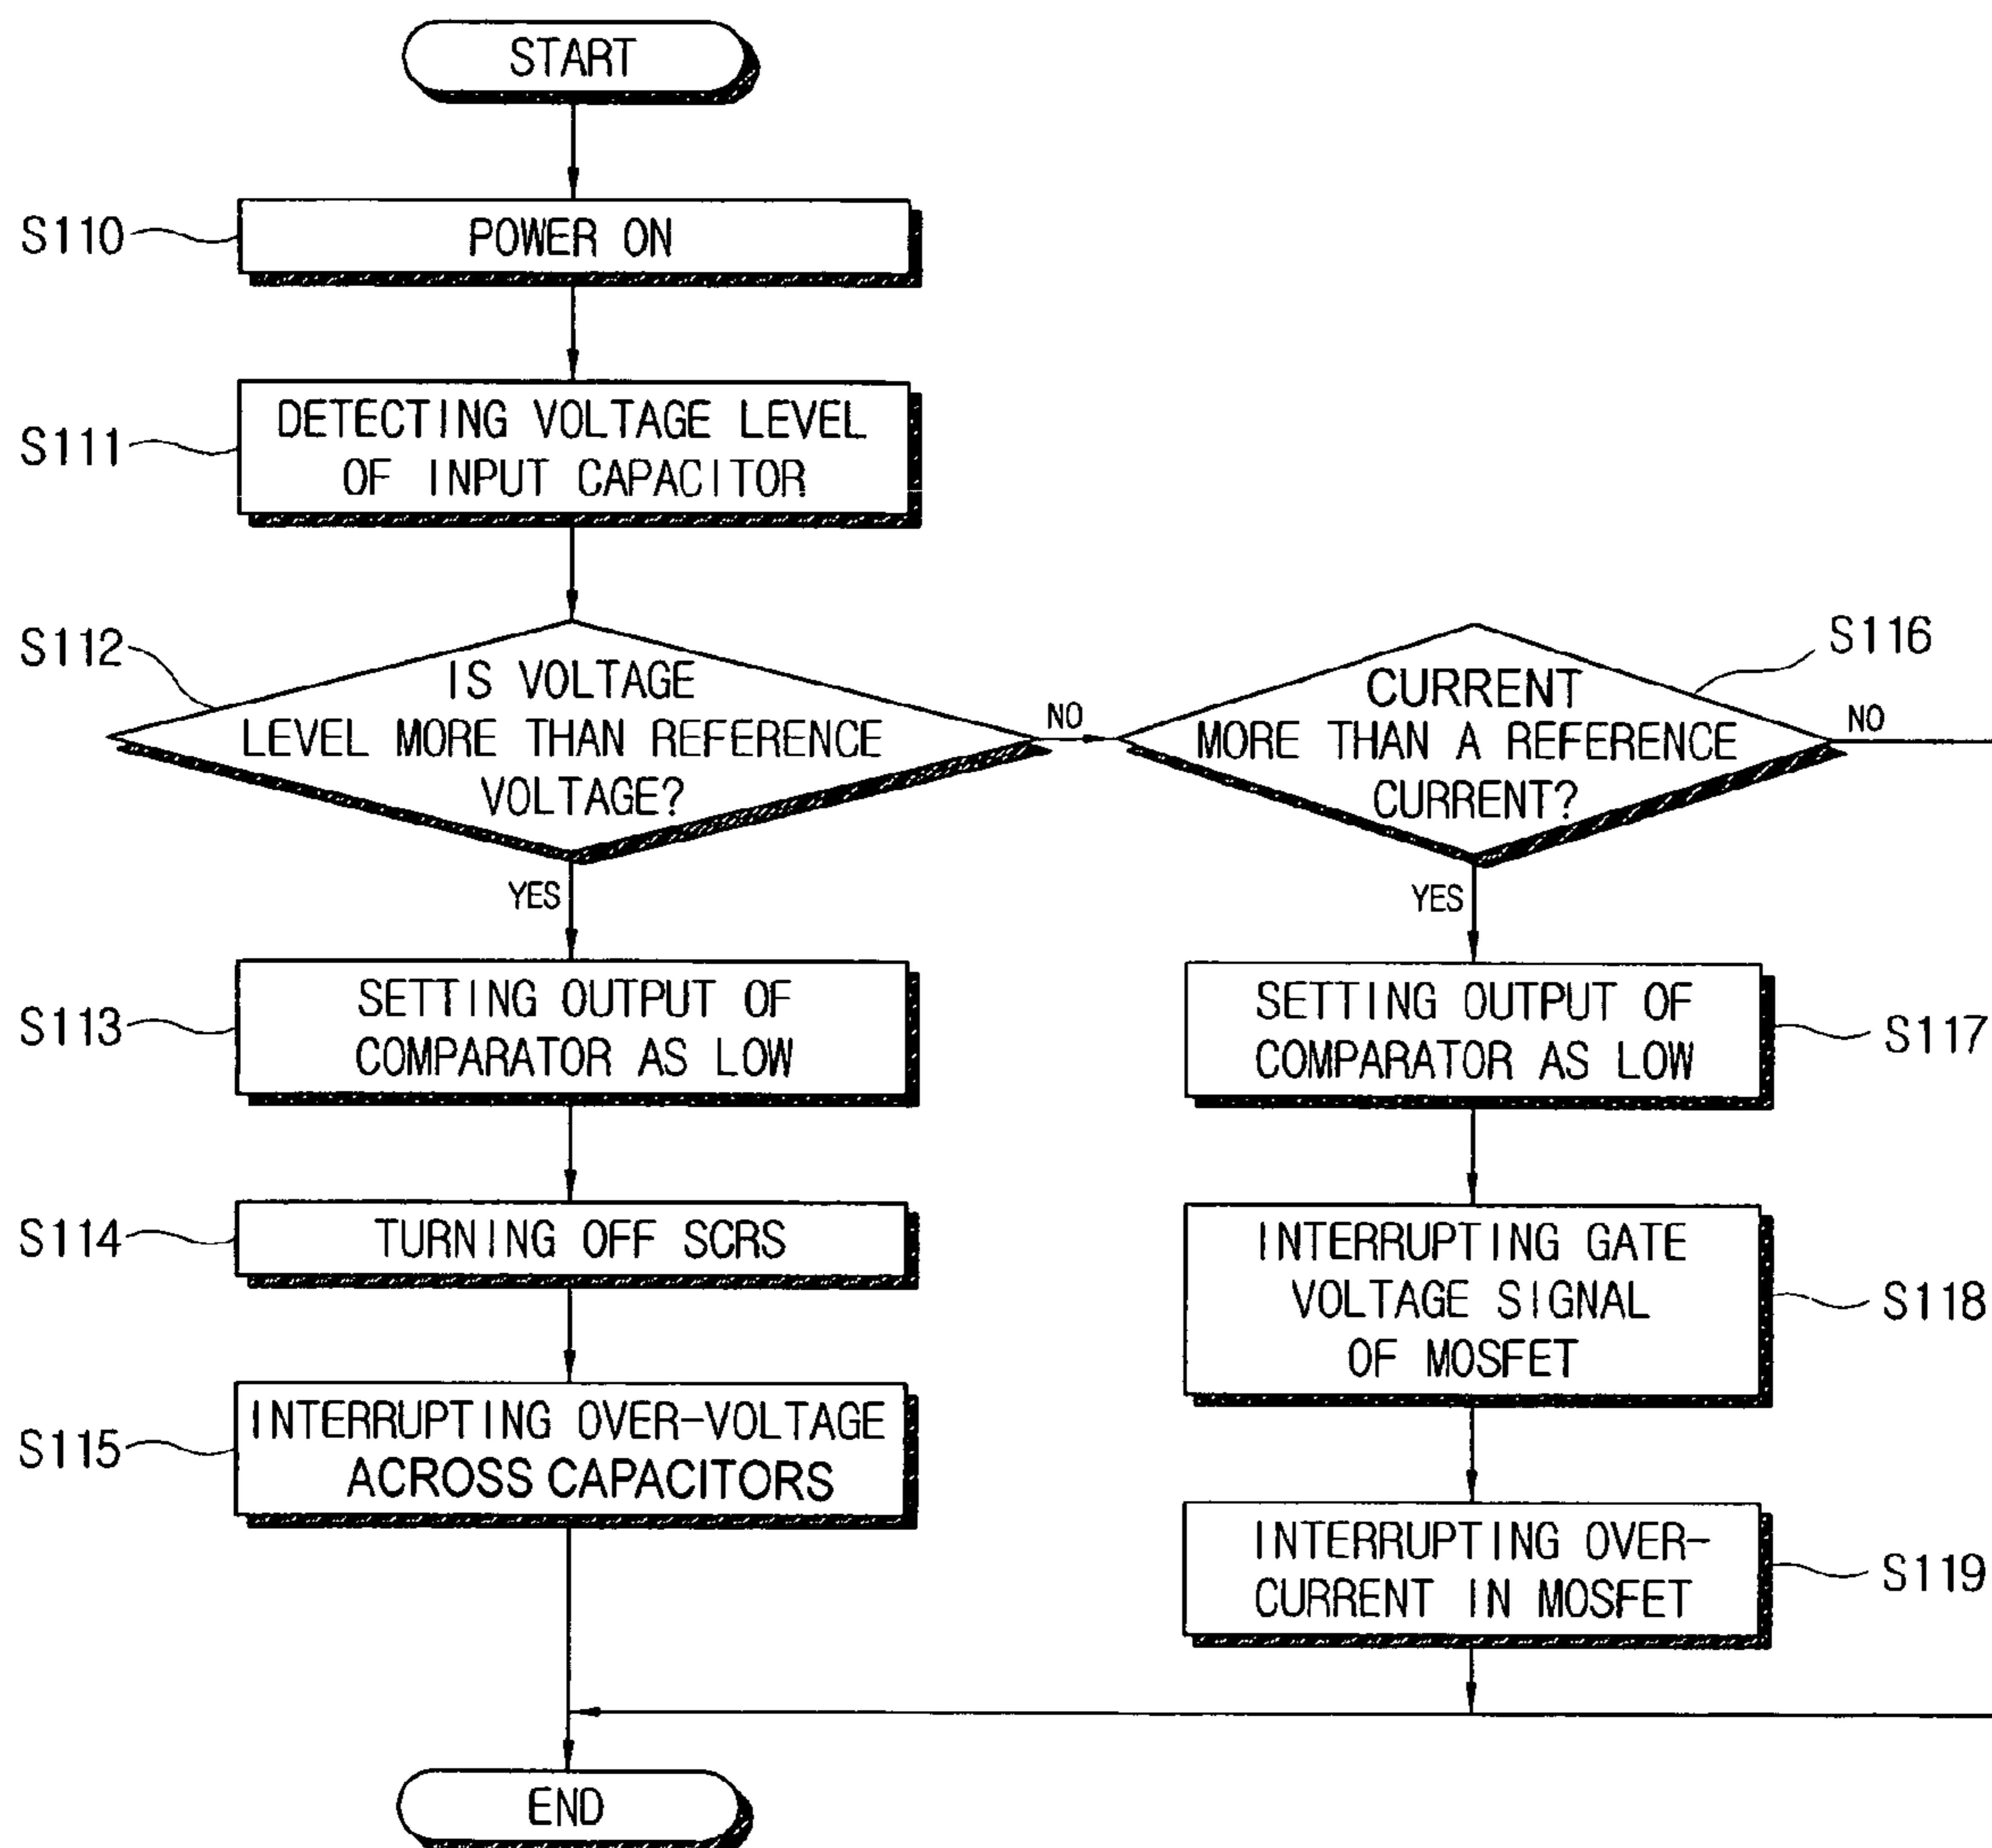 START
S110
POWER ON
S111
DETECTING VOLTAGE LEVEL
OF INPUT CAPACITOR
S112
IS VOLTAGE
LEVEL MORE THAN REFERENCE
VOLTAGE?
NO
YES
S116
CURRENT
MORE THAN A REFERENCE
CURRENT?
NO
YES
S113
SETTING OUTPUT OF
COMPARATOR AS LOW
S117
SETTING OUTPUT OF
COMPARATOR AS LOW
S114
TURNING OFF SCRS
S118
INTERRUPTING GATE
VOLTAGE SIGNAL
OF MOSFET
S115
INTERRUPTING OVER-VOLTAGE
ACROSS CAPACITORS
S119
INTERRUPTING OVER-
CURRENT IN MOSFET
END